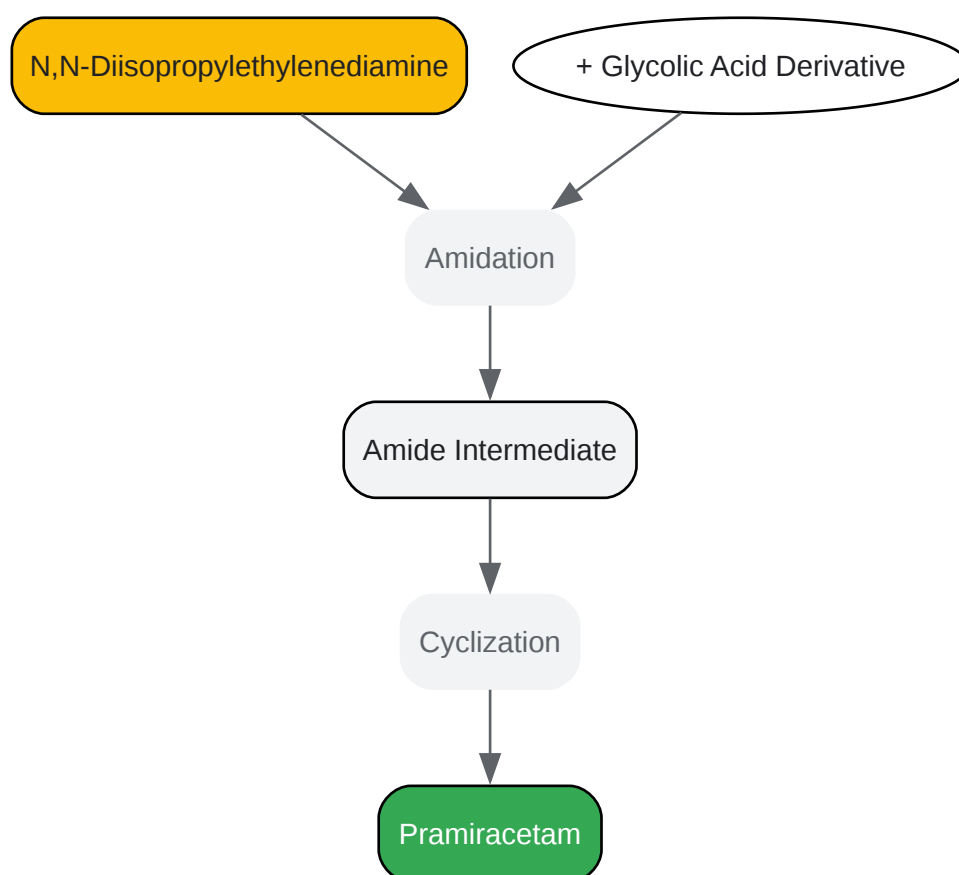 N,N-Diisopropylethylenediamine
+ Glycolic Acid Derivative
Amidation
Amide Intermediate
Cyclization
Pramiracetam